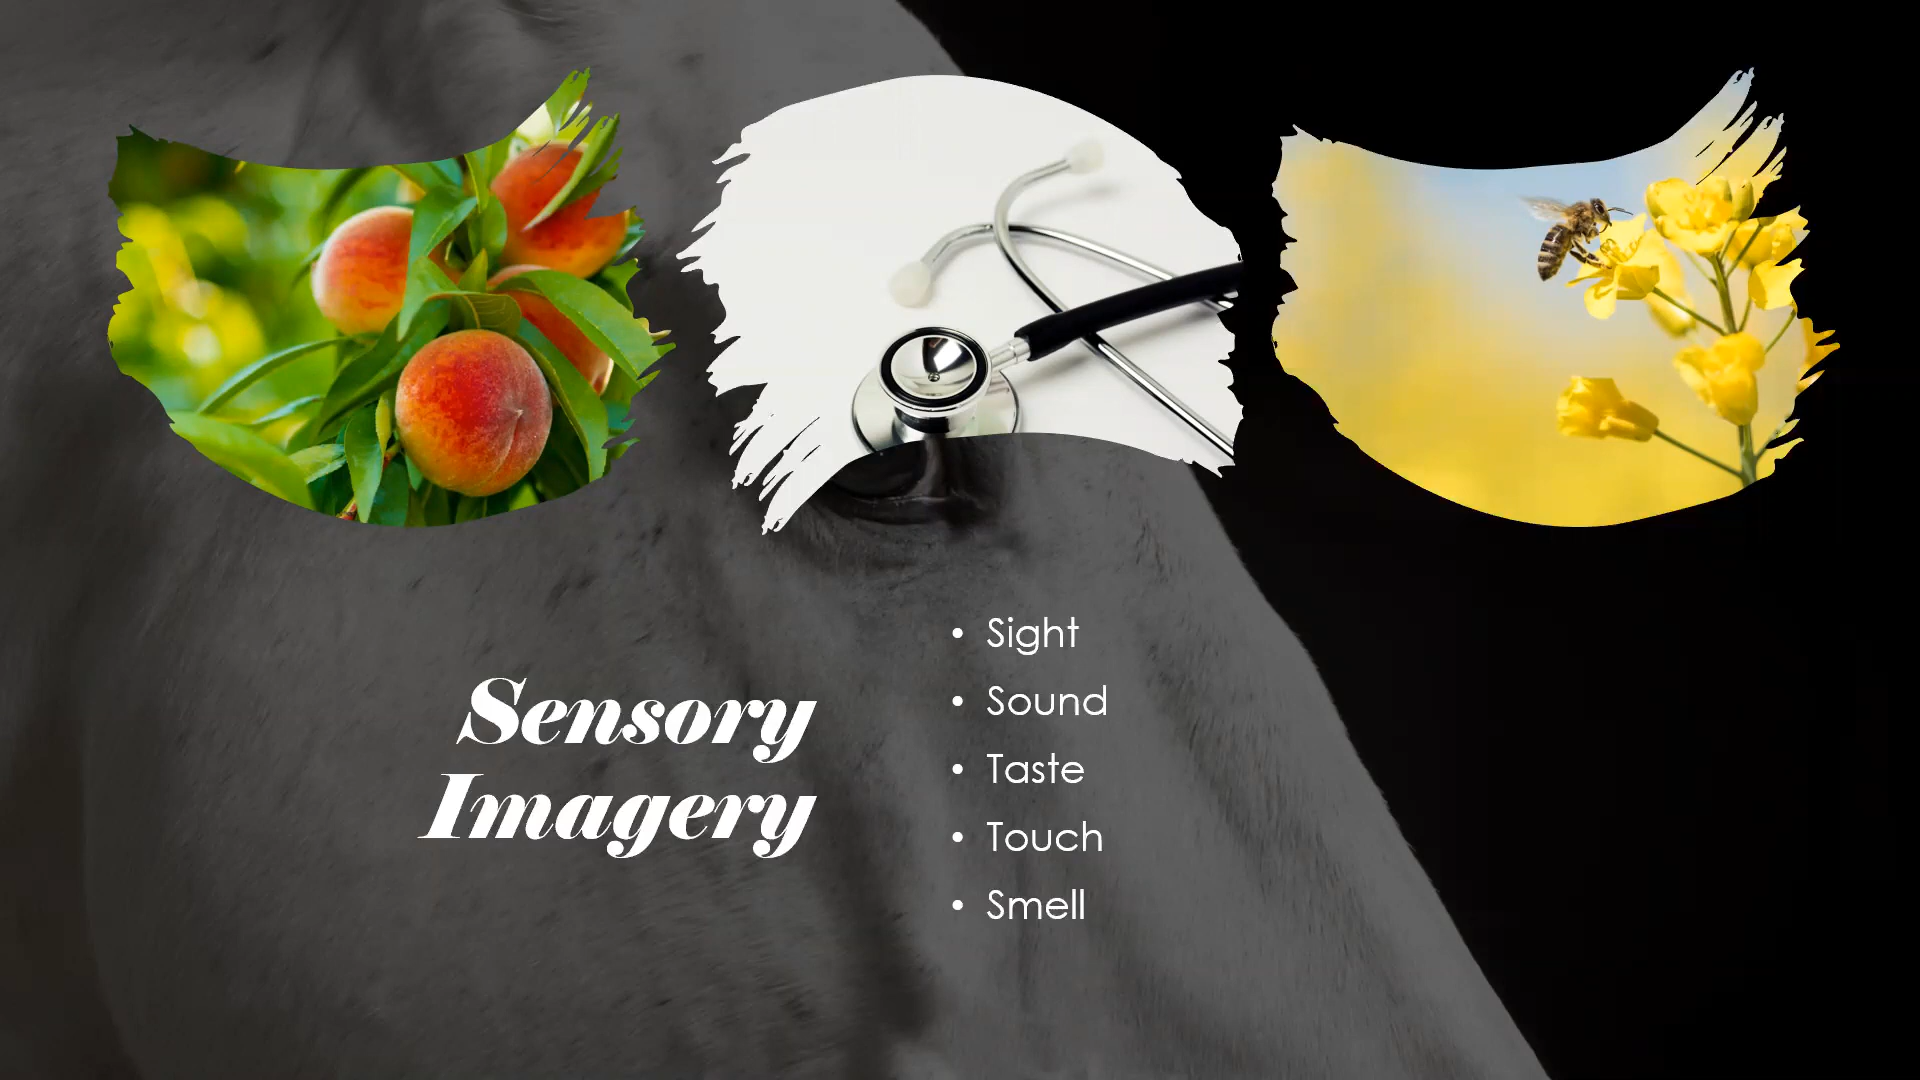 Sensory
Imagery
• Sight
• Sound
• Taste
• Touch
• Smell